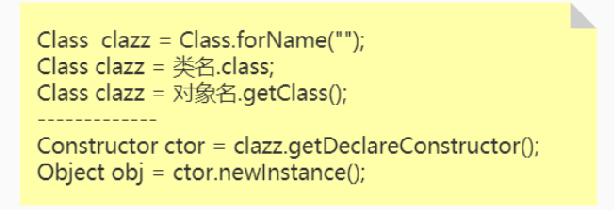 Class  clazz = Class.forName("");
Class clazz = 类名.class;
Class clazz = 对象名.getClass();
-------------
Constructor ctor = clazz.getDeclareConstructor();
Object obj = ctor.newInstance();